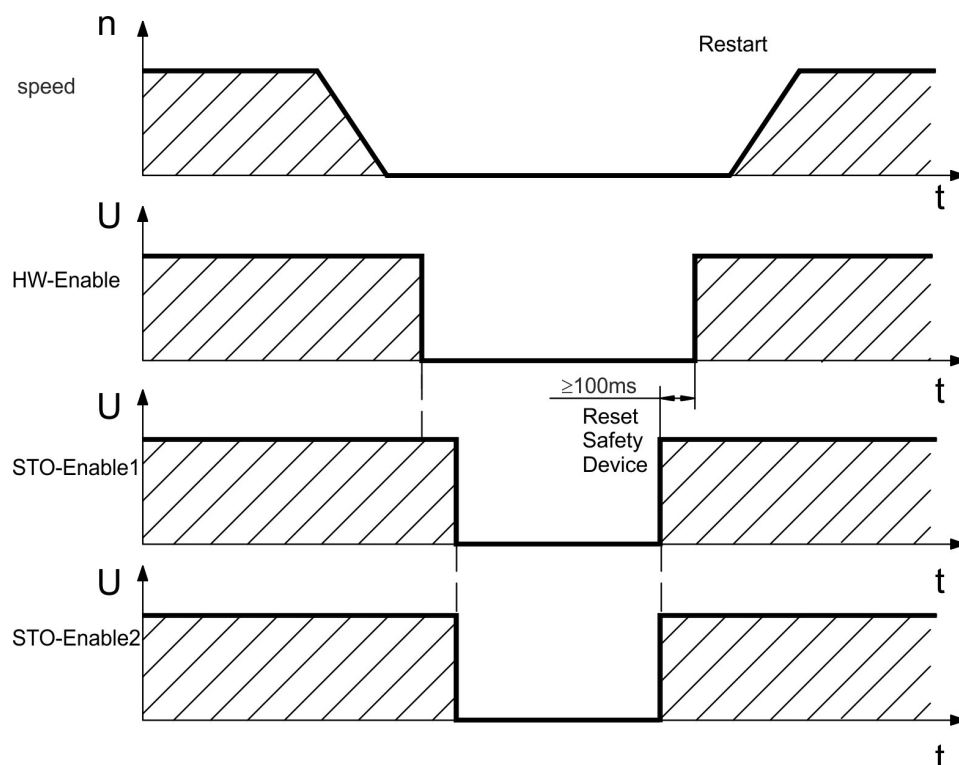 n
Restart
speed
t
U
HW-Enable
≥100ms
t
U
Reset
Safety
Device
STO-Enable1
U
t
STO-Enable2
t